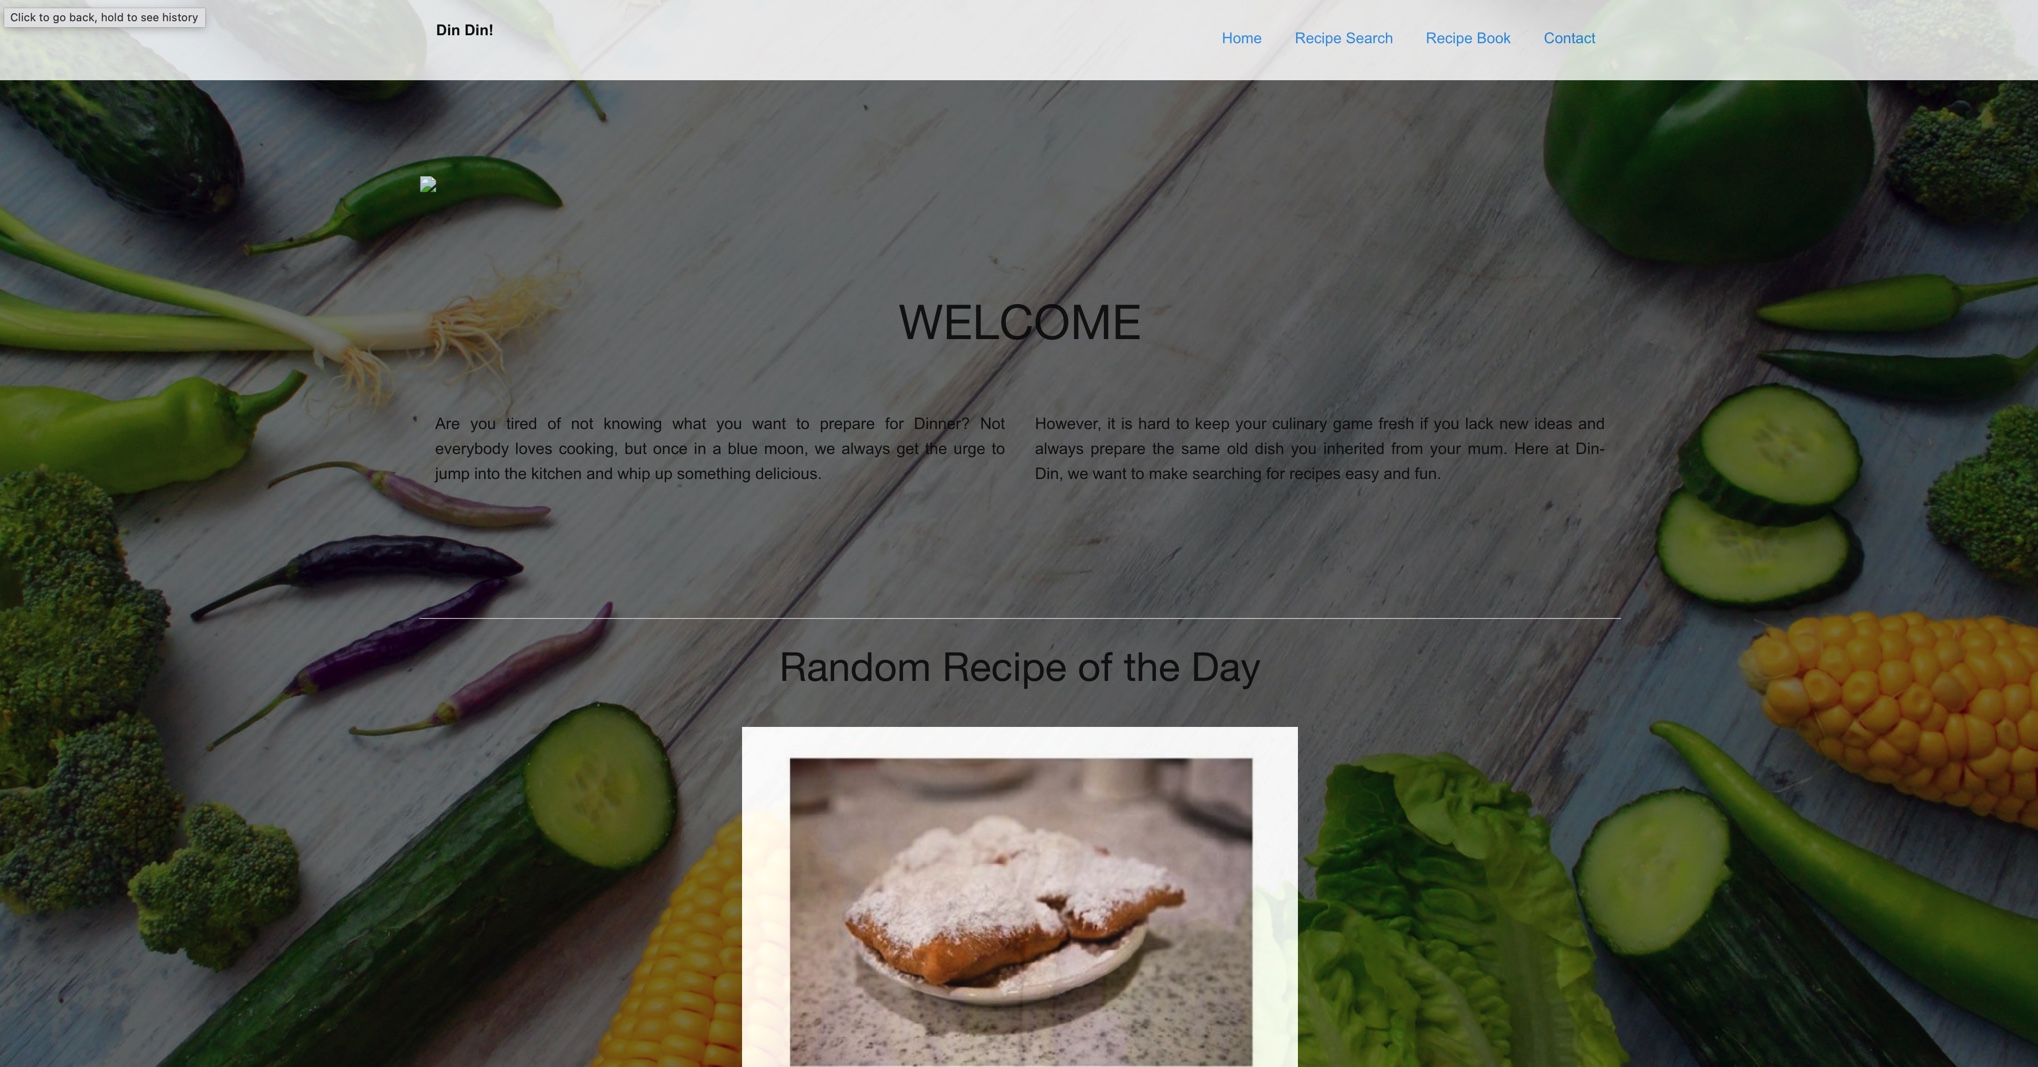 Click to go back, hold to see history
Din Din!
Home
Recipe Search
Recipe Book
Contact
WELCOME
Are you tired of not knowing what you want to prepare for Dinner? Not
everybody loves cooking, but once in a blue moon, we always get the urge to
jump into the kitchen and whip up something delicious.
However, it is hard to keep your culinary game fresh if you lack new ideas and
always prepare the same old dish you inherited from your mum. Here at Din-
Din, we want to make searching for recipes easy and fun.
Random Recipe of the Day